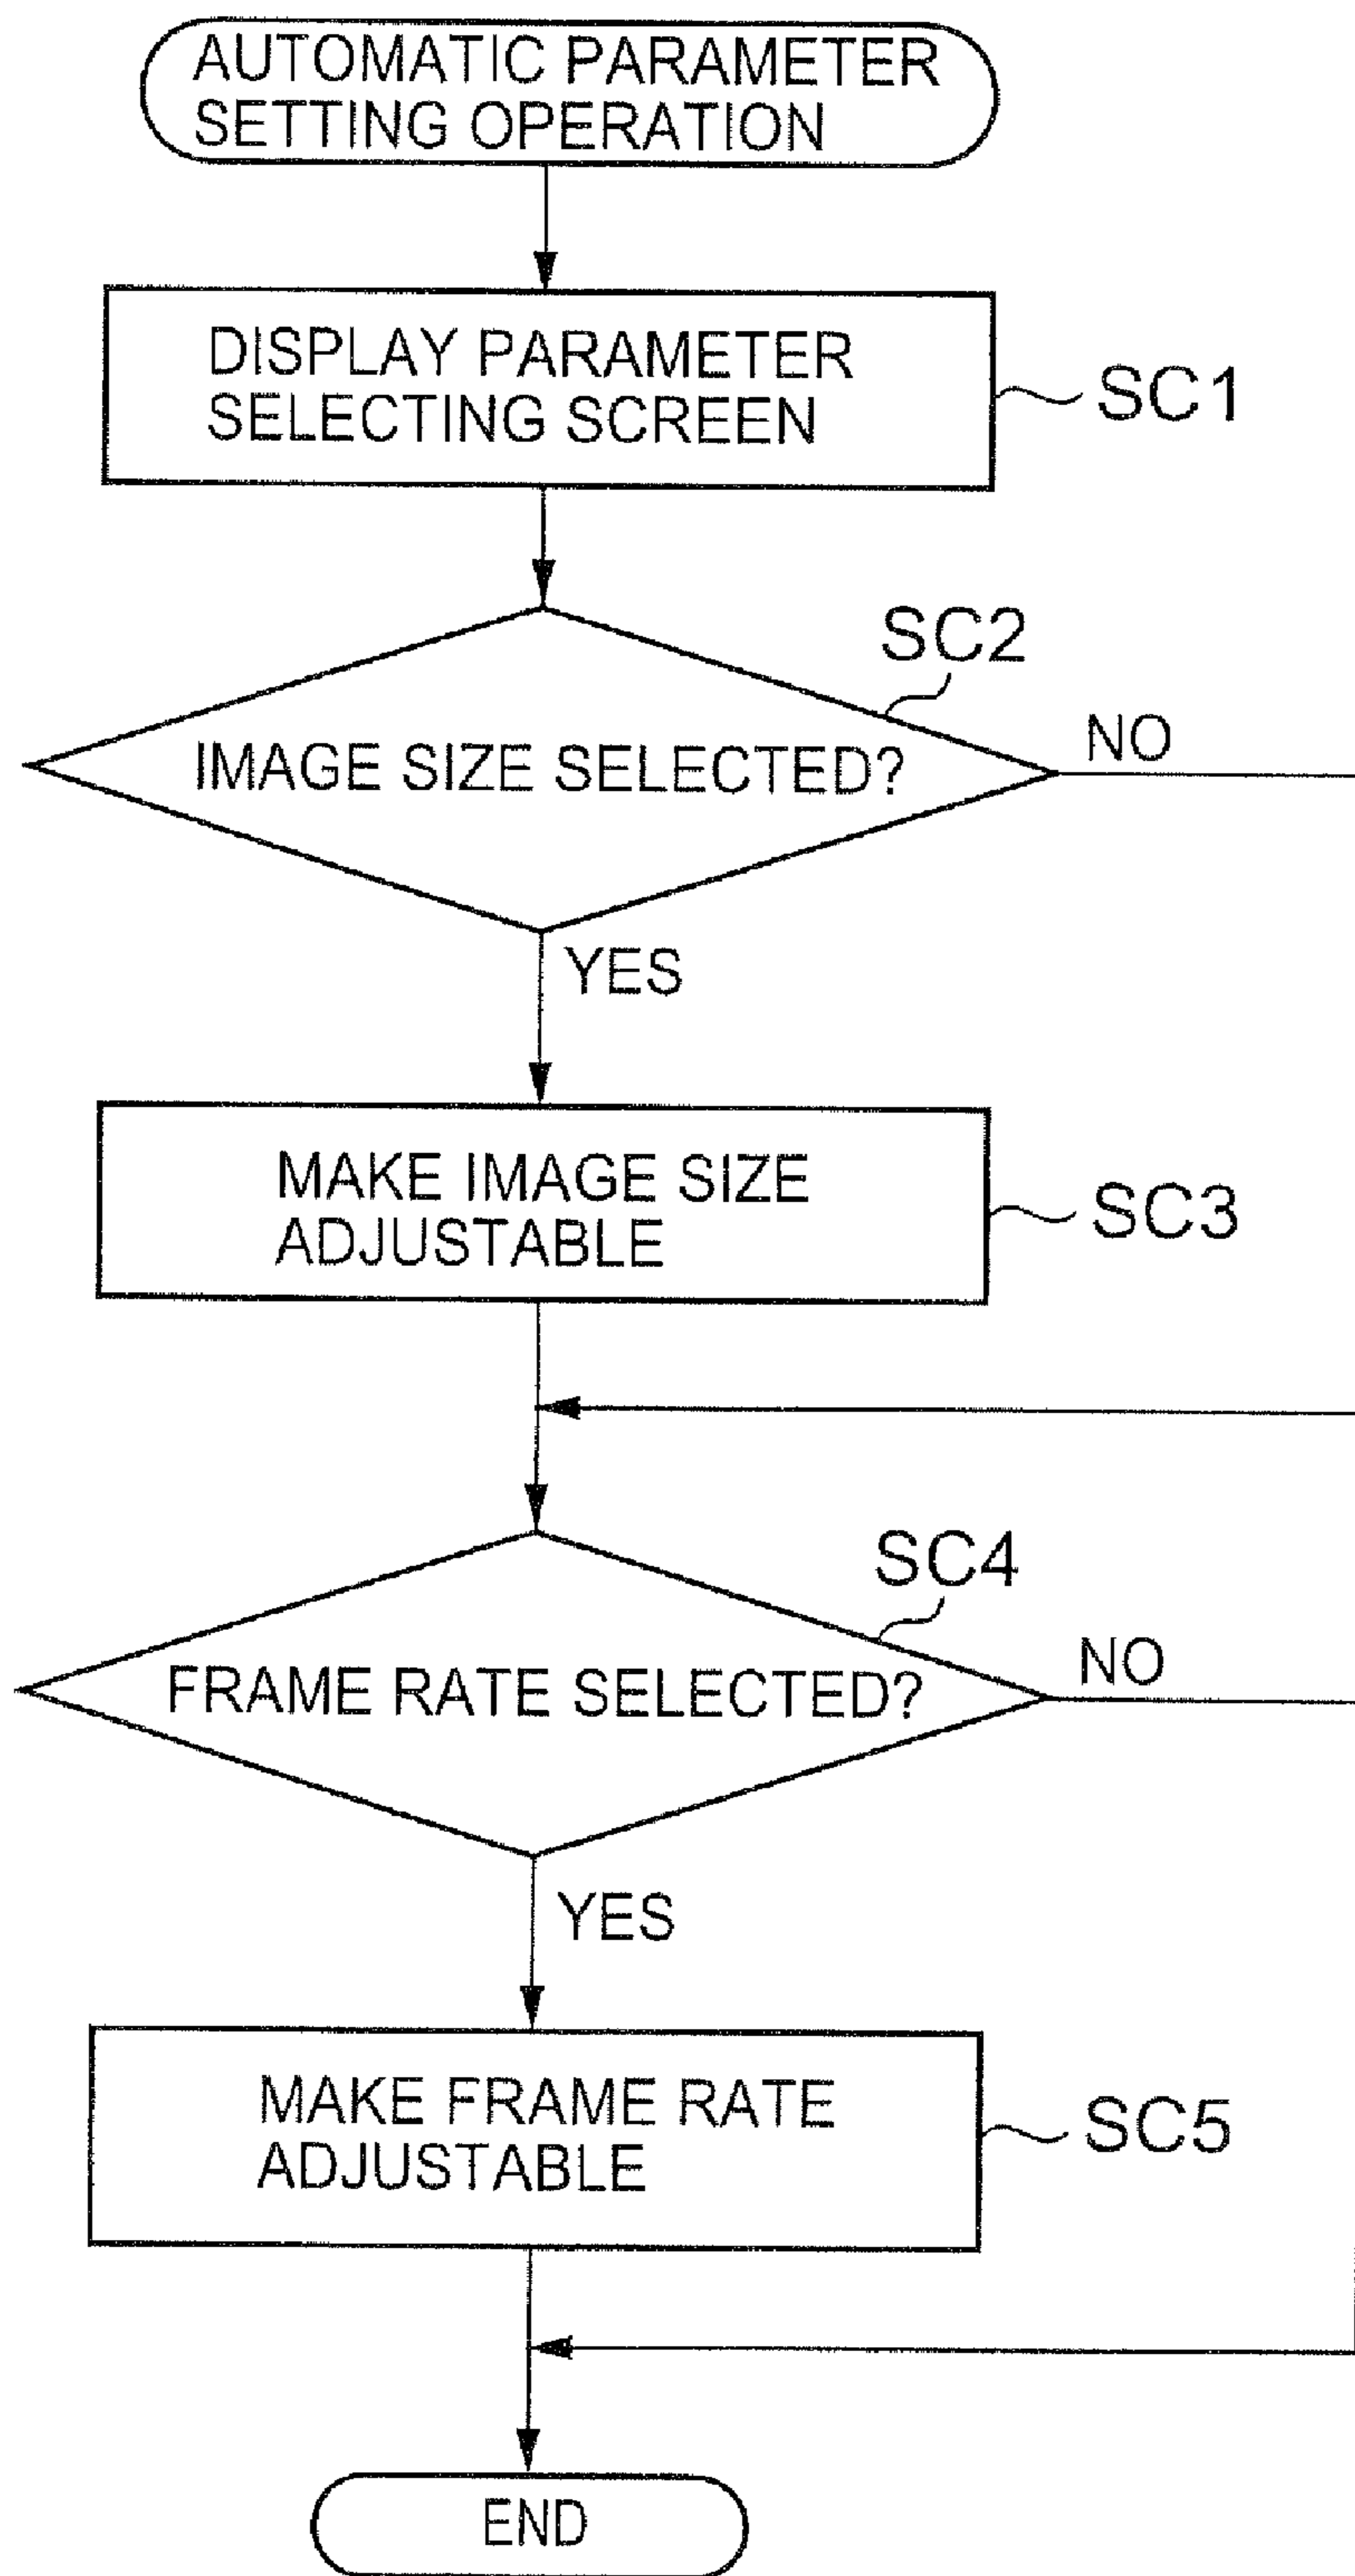 AUTOMATIC PARAMETER
SETTING OPERATION
DISPLAY PARAMETER
SELECTING SCREEN
SC1
SC2
IMAGE SIZE SELECTED?
NO
YES
MAKE IMAGE SIZE
ADJUSTABLE
SC3
SC4
FRAME RATE SELECTED?
NO
YES
MAKE FRAME RATE
ADJUSTABLE
SC5
END